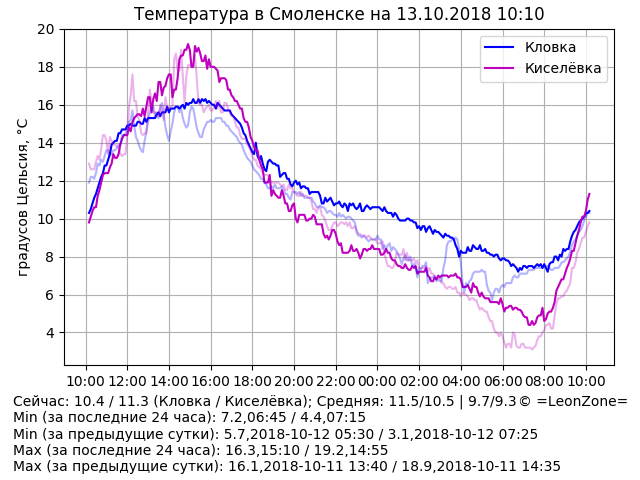 Температура в Смоленске на 13.10.2018 10:10
Кловка
Киселёвка
градусов Цельсия, °C
20
18
16
14
12
10
8
6
4
10:00 12:00 14:00 16:00 18:00 20:00 22:00 00:00 02:00 04:00 06:00 08:00 10:00
Сейчас: 10.4 / 11.3 (Кловка / Киселёвка); Средняя: 11.5/10.5 | 9.7/9.3© =LeonZone=
Min (за последние 24 часа): 7.2,06:45 / 4.4,07:15
Min (за предыдущие сутки): 5.7,2018-10-12 05:30 / 3.1,2018-10-12 07:25
Max (за последние 24 часа): 16.3,15:10 / 19.2,14:55
Max (за предыдущие сутки): 16.1,2018-10-11 13:40 / 18.9,2018-10-11 14:35